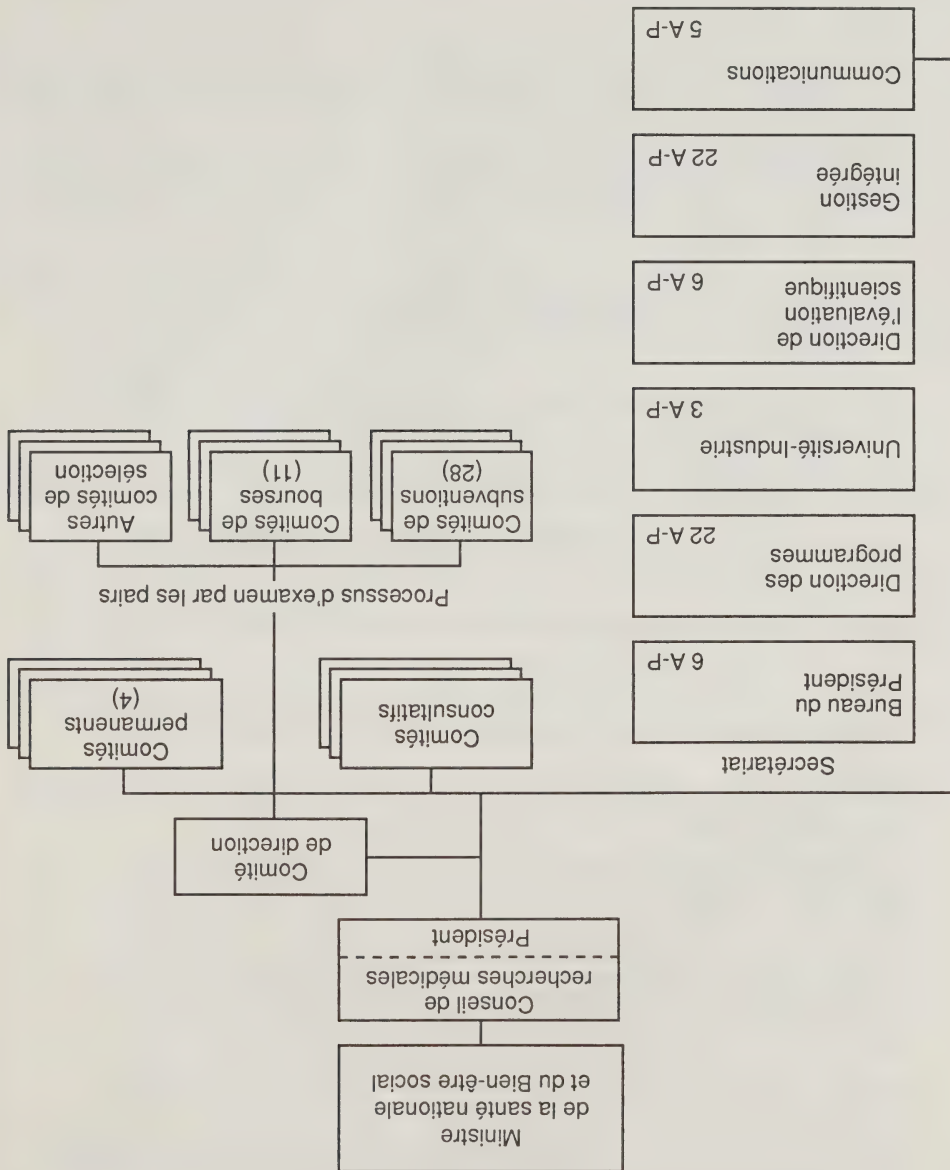 Ministre
de la santé nationale
et du Bien-être social
Conseil de
recherches médicales
Président
Comité
de direction
Secrétariat
Bureau du
Président
6 A-P
Direction des
programmes
22 A-P
Université-Industrie
3 A-P
Direction de
l'évaluation
scientifique
6 A-P
Gestion
intégrée
22 A-P
Communications
5 A-P
Comités
consultatifs
Comités
permanents
(4)
Processus d'examen par les pairs
Comités de
subventions
(28)
Comités de
bourses
(11)
Autres
comités de
sélection